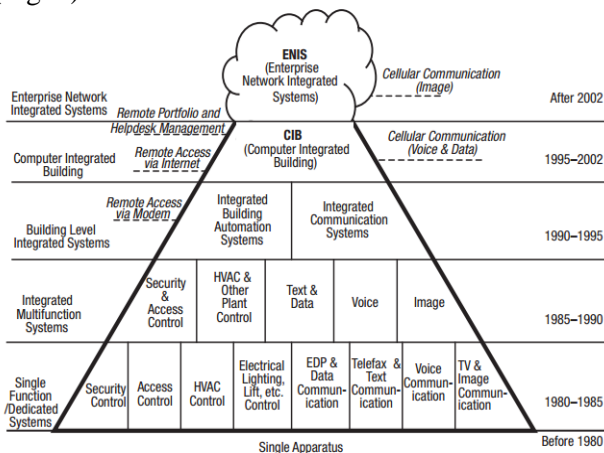 ENIS
(Enterprise
Network Integrated
Systems)
Cellular Communication
(Image)
Enterprise Network
Integrated Systems
After 2002
Remote Portfolio and
Helpdesk Management
CIB
(Computer Integrated
Building)
Cellular Communication
(Voice & Data)
Computer Integrated
Building
Remote Access
via Internet
1995–2002
Remote Access
via Modem
Integrated
Building
Automation
Systems
Integrated
Communication
Systems
Building Level
Integrated Systems
1990–1995
Integrated
Multifunction
Systems
Security
&
Access
Control
HVAC &
Other
Plant
Control
Text &
Data
Voice
Image
1985–1990
Single
Function
/Dedicated
Systems
Security
Control
Access
Control
HVAC
Control
Electrical
Lighting,
Lift, etc.
Control
EDP &
Data
Commun-
ication
Telefax &
Text
Commun-
ication
Voice
Commun-
ication
TV &
Image
Commun-
ication
1980–1985
Single Apparatus
Before 1980